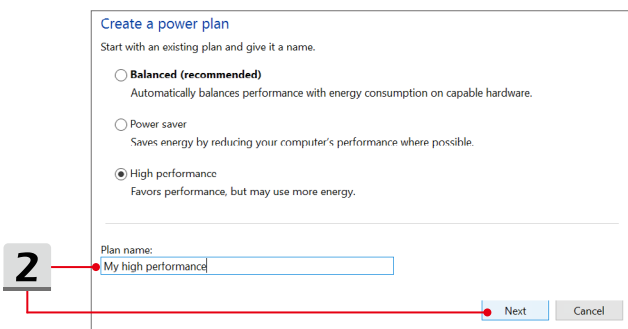 Create a power plan
Start with an existing plan and give it a name.
Balanced (recommended)
Automatically balances performance with energy consumption on capable hardware.
Power saver
Saves energy by reducing your computer's performance where possible.
High performance
Favors performance, but may use more energy.
Plan name:
My high performance
2
Next Cancel